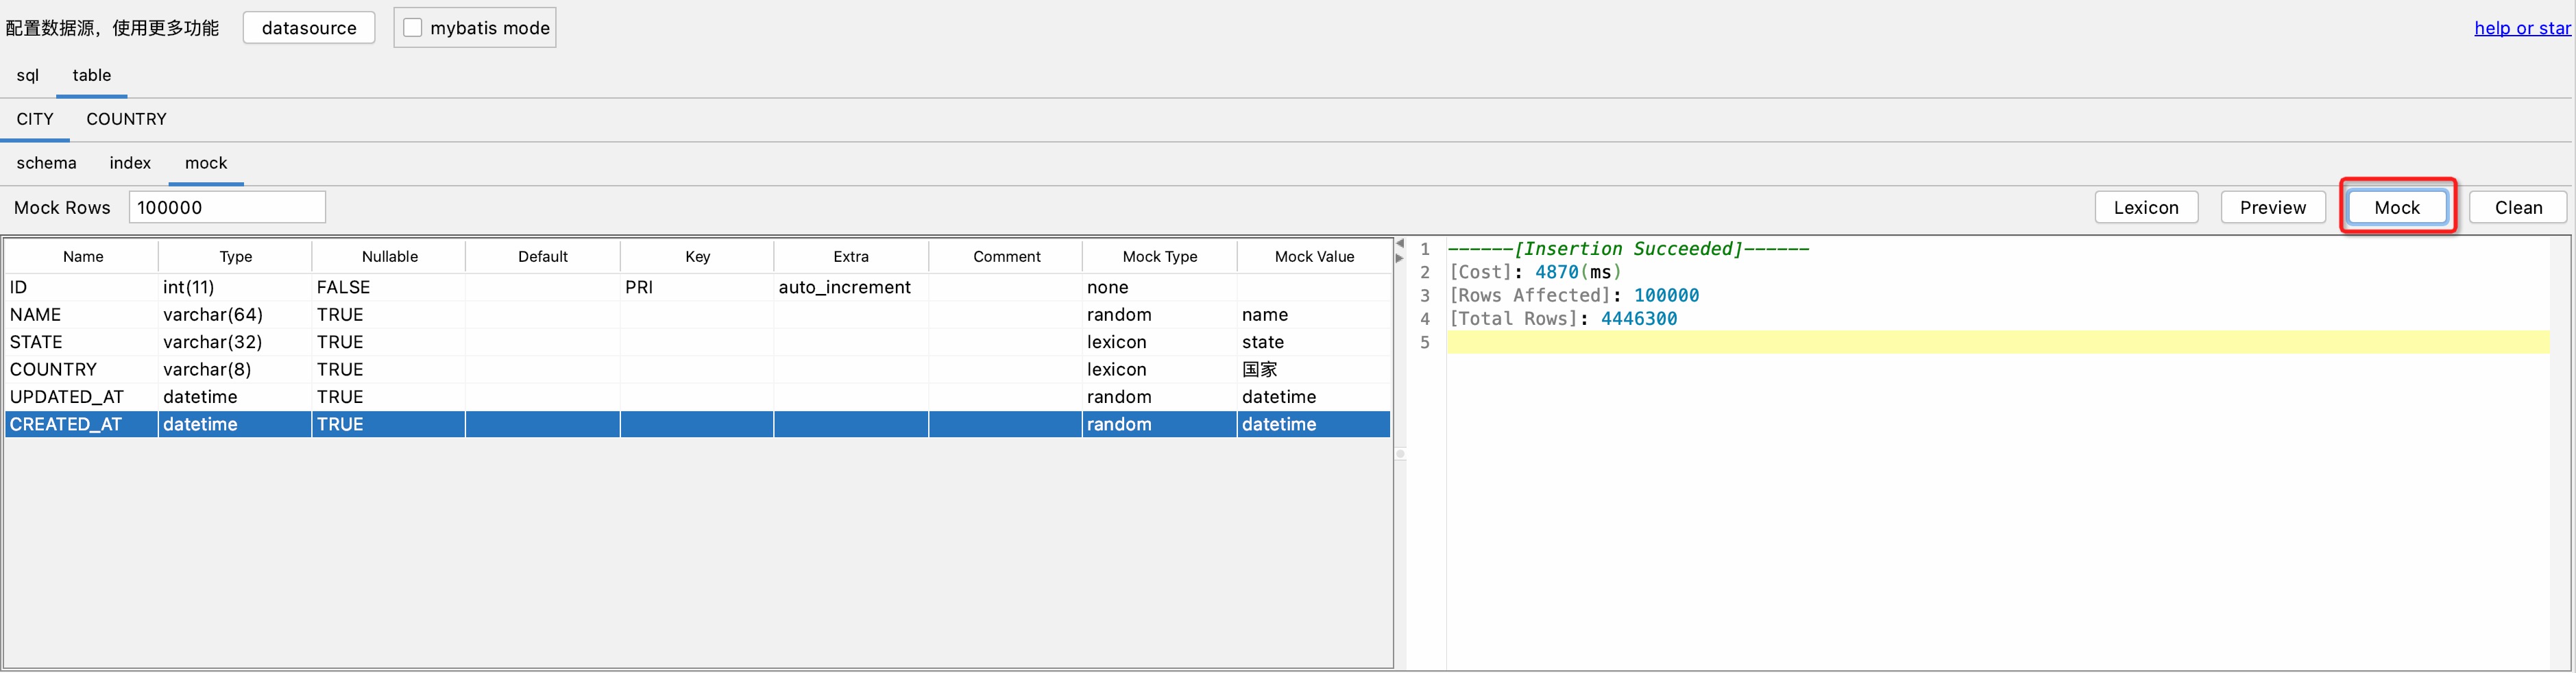 配置数据源，使用更多功能 datasource mybatis mode help or star
sql table
CITY COUNTRY
schema index mock
Mock Rows 100000 Lexicon Preview Mock Clean
Name Type Nullable Default Key Extra Comment Mock Type Mock Value
ID int(11) FALSE PRI auto_increment none
NAME varchar(64) TRUE random name
STATE varchar(32) TRUE lexicon state
COUNTRY varchar(8) TRUE lexicon 国家
UPDATED_AT datetime TRUE random datetime
CREATED_AT datetime TRUE random datetime
1 ------[Insertion Succeeded]------
2 [Cost]: 4870(ms)
3 [Rows Affected]: 100000
4 [Total Rows]: 4446300
5